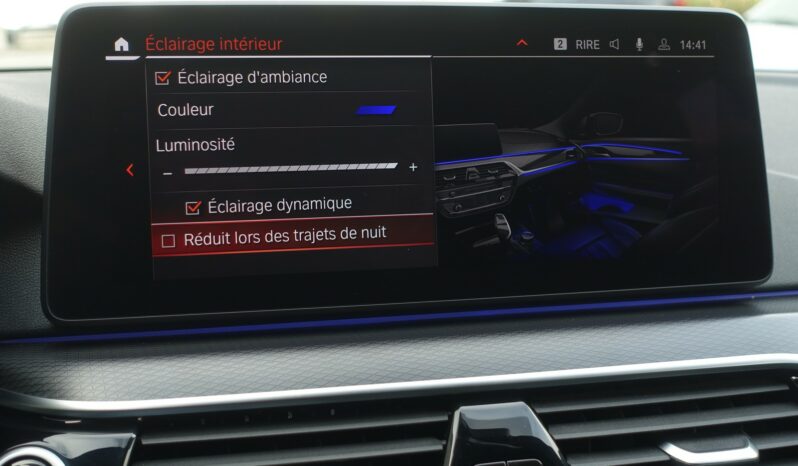 Éclairage intérieur
2 RIRE 14:41
Éclairage d'ambiance
Couleur
Luminosité
– +
Éclairage dynamique
Réduit lors des trajets de nuit